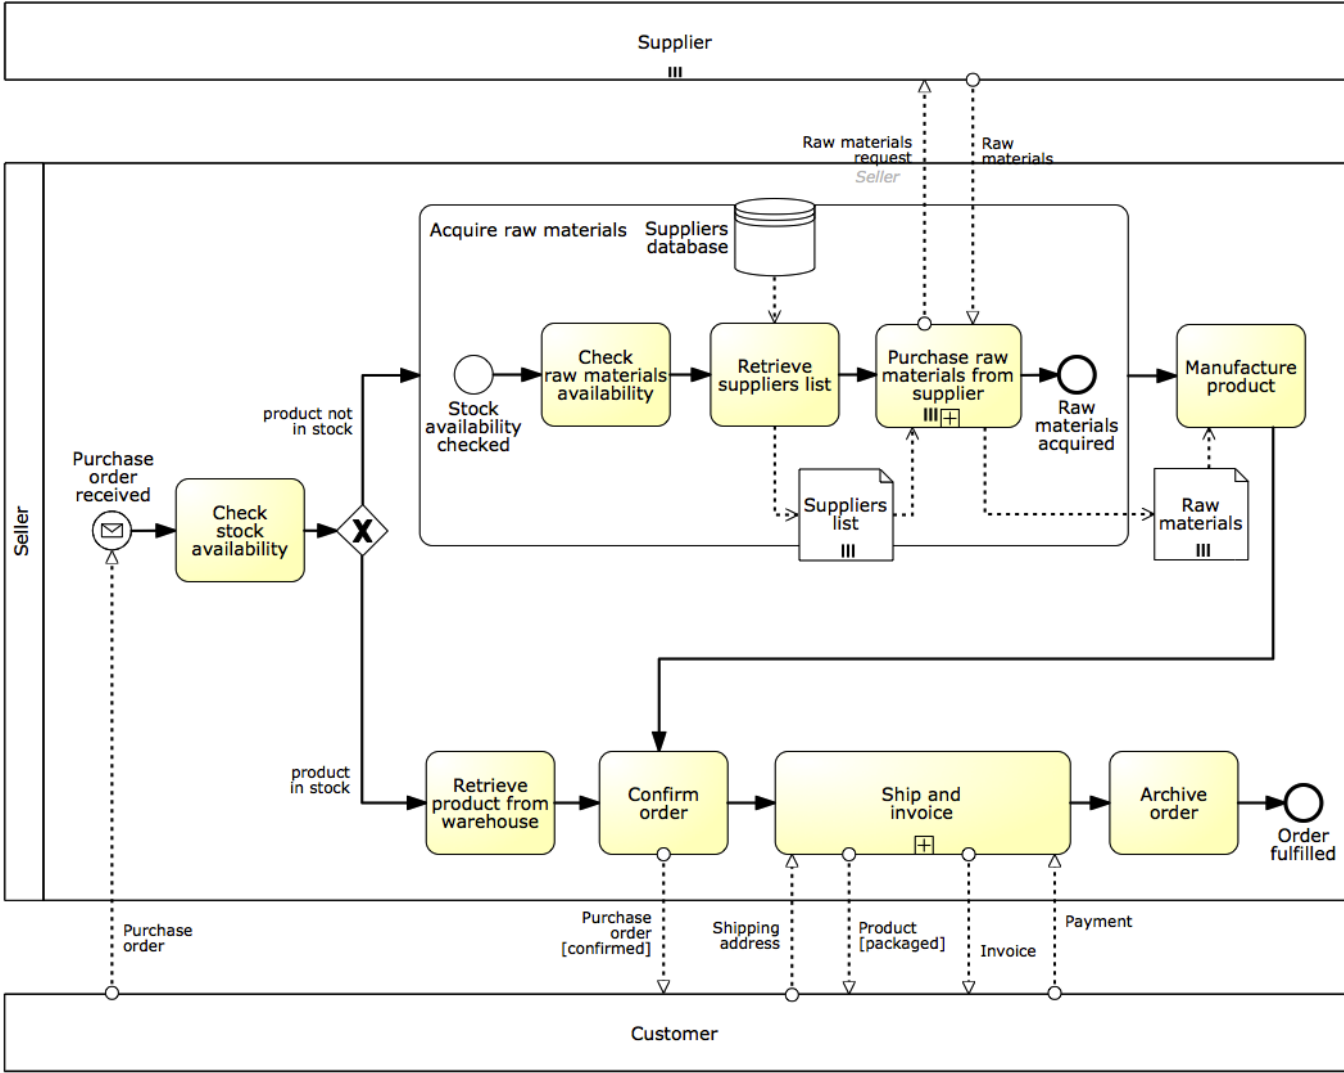 Supplier
Raw materials
request
Seller
Raw
materials
Seller
Acquire raw materials
Suppliers
database
Check
raw materials
availability
Retrieve
suppliers list
Purchase raw
materials from
supplier
Manufacture
product
Stock
availability
checked
Raw
materials
acquired
product not
in stock
Purchase
order
received
Check
stock
availability
X
Suppliers
list
Raw
materials
product
in stock
Retrieve
product from
warehouse
Confirm
order
Ship and
invoice
Archive
order
Order
fulfilled
Purchase
order
Purchase
order
[confirmed]
Shipping
address
Product
[packaged]
Invoice
Payment
Customer